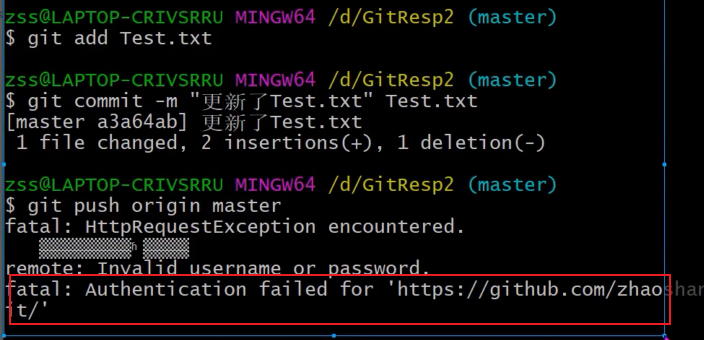 zss@LAPTOP-CRIVSRRU MINGW64 /d/GitResp2 (master)
$ git add Test.txt
zss@LAPTOP-CRIVSRRU MINGW64 /d/GitResp2 (master)
$ git commit -m "更新了Test.txt" Test.txt
[master a3a64ab] 更新了Test.txt
1 file changed, 2 insertions(+), 1 deletion(-)
zss@LAPTOP-CRIVSRRU MINGW64 /d/GitResp2 (master)
$ git push origin master
fatal: HttpRequestException encountered.
remote: Invalid username or password.
fatal: Authentication failed for 'https://github.com/zhaoshan
it/'